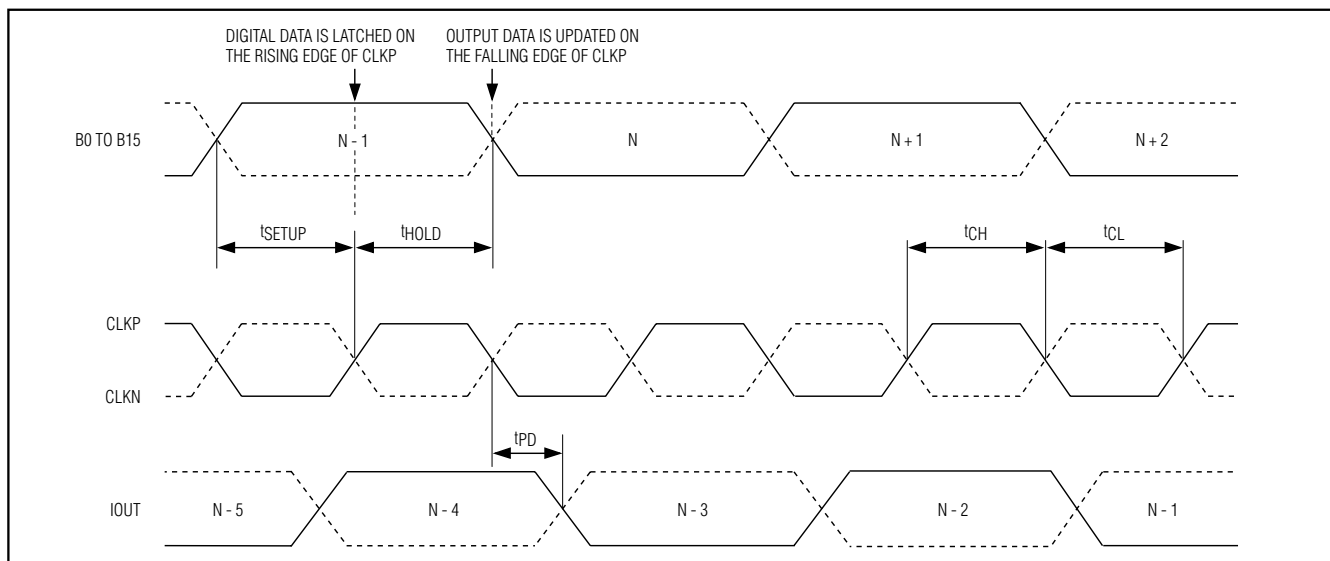 DIGITAL DATA IS LATCHED ON
THE RISING EDGE OF CLKP
OUTPUT DATA IS UPDATED ON
THE FALLING EDGE OF CLKP
B0 TO B15
N - 1
N
N + 1
N + 2
tSETUP
tHOLD
tCH
tCL
CLKP
CLKN
tPD
IOUT
N - 5
N - 4
N - 3
N - 2
N - 1